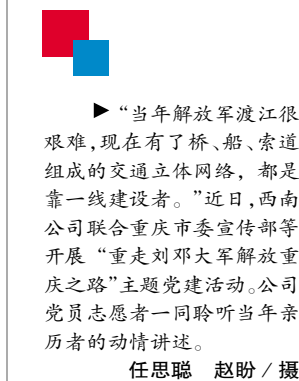 ▶“当年解放军渡江很
艰难,现在有了桥、船、索道
组成的交通立体网络，都是
靠一线建设者。”近日,西南
公司联合重庆市委宣传部等
开展“重走刘邓大军解放重
庆之路”主题党建活动。公司
党员志愿者一同聆听当年亲
历者的动情讲述。
任思聪　赵盼／摄